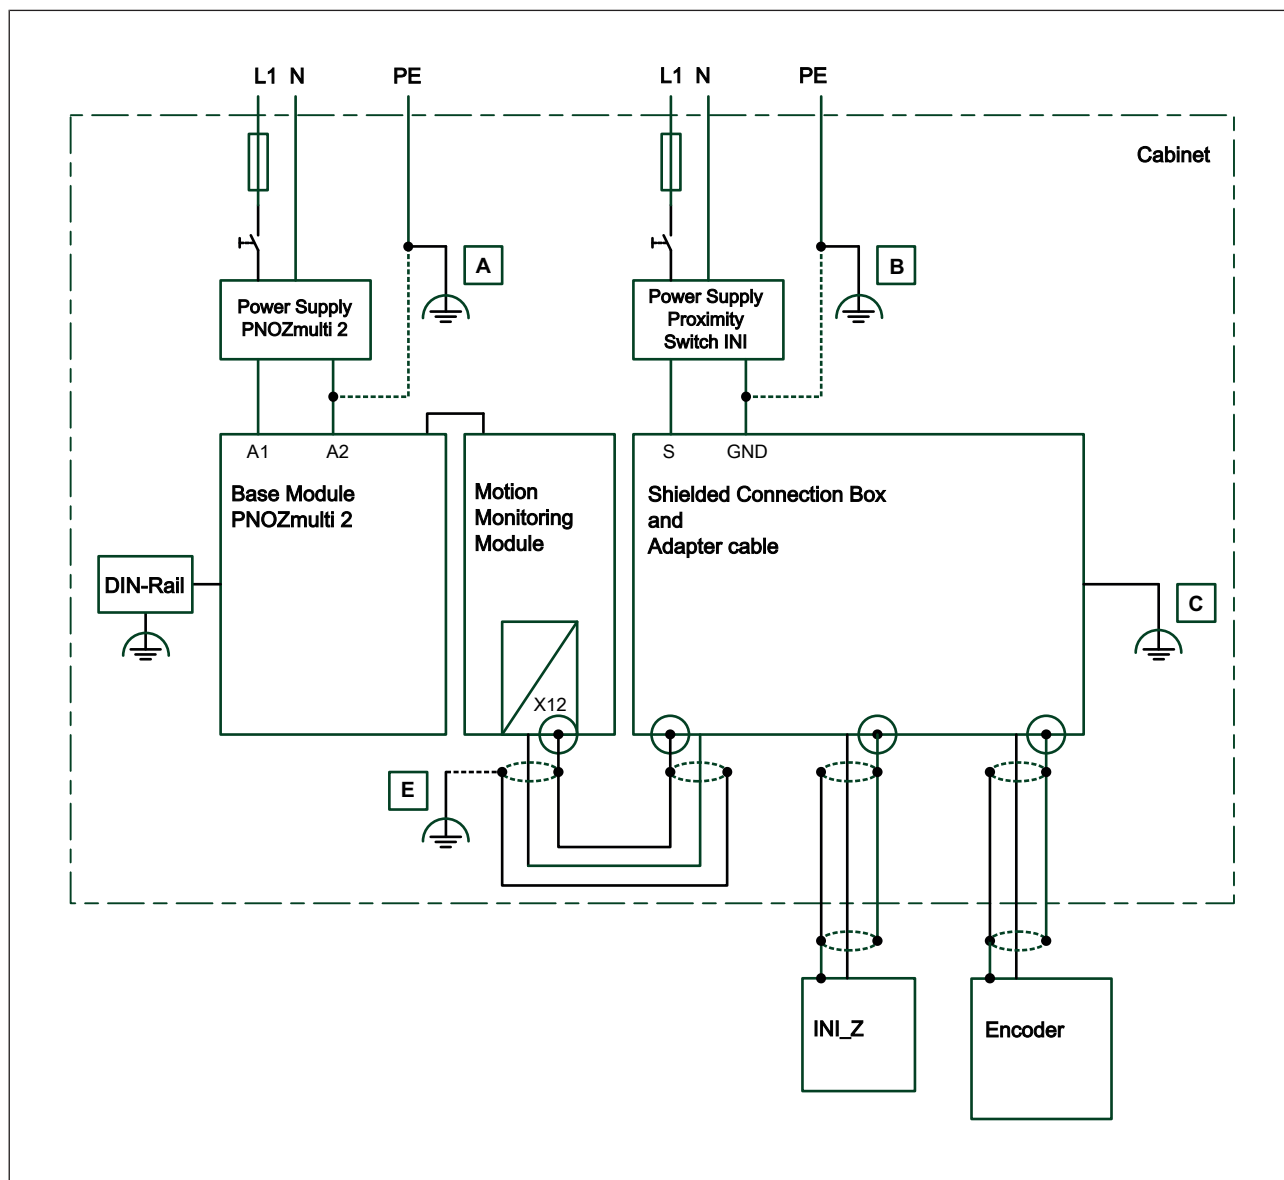 L1 N PE
L1 N PE
Cabinet
A
B
Power Supply
PNOZmulti 2
Power Supply
Proximity
Switch INI
A1 A2
S GND
Base Module
PNOZmulti 2
Motion
Monitoring
Module
Shielded Connection Box
and
Adapter cable
DIN-Rail
C
X12
E
INI_Z
Encoder